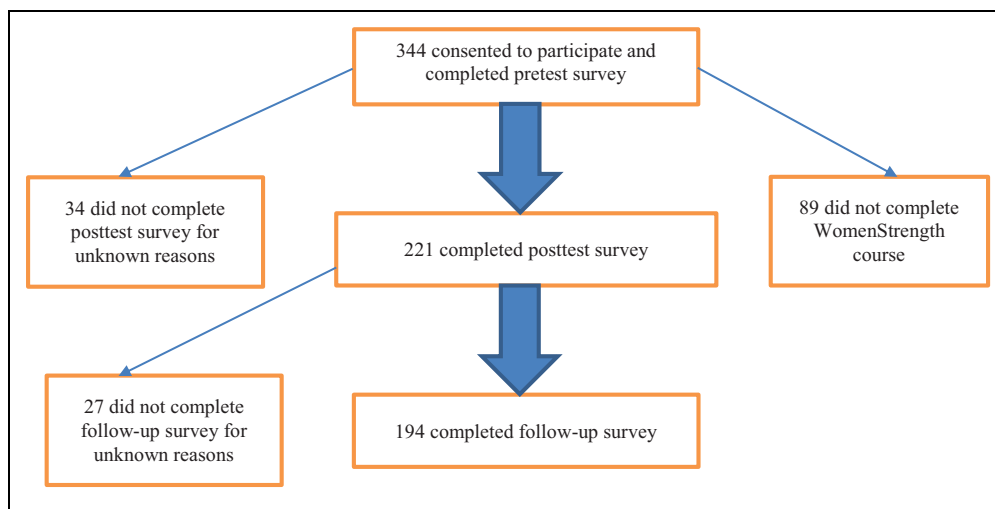 344 consented to participate and
completed pretest survey
34 did not complete
posttest survey for
unknown reasons
221 completed posttest survey
89 did not complete
WomenStrength
course
27 did not complete
follow-up survey for
unknown reasons
194 completed follow-up survey